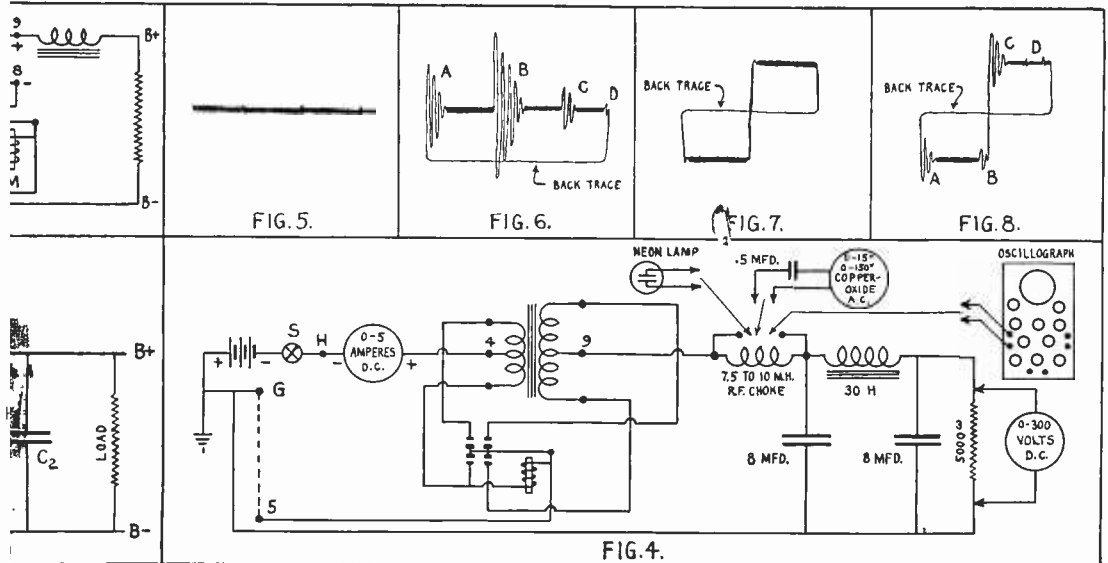 9
+
8
-
M
B+
B-
FIG.5.
A
B
C
D
BACK TRACE
FIG.6.
BACK TRACE
FIG.7.
BACK TRACE
A
B
C
D
FIG.8.
B+
C2
LOAD
B-
+
-
S
H
-
0-5
AMPERES
D.C.
+
G
5
4
9
NEON LAMP
.5 MFD.
0-15V
0-150V
COPPER-
OXIDE
A.C.
OSCILLOGRAPH
7.5 TO 10 M.H.
R.F. CHOKE
30 H
8 MFD.
8 MFD.
5000ω
0-300
VOLTS
D.C.
FIG.4.